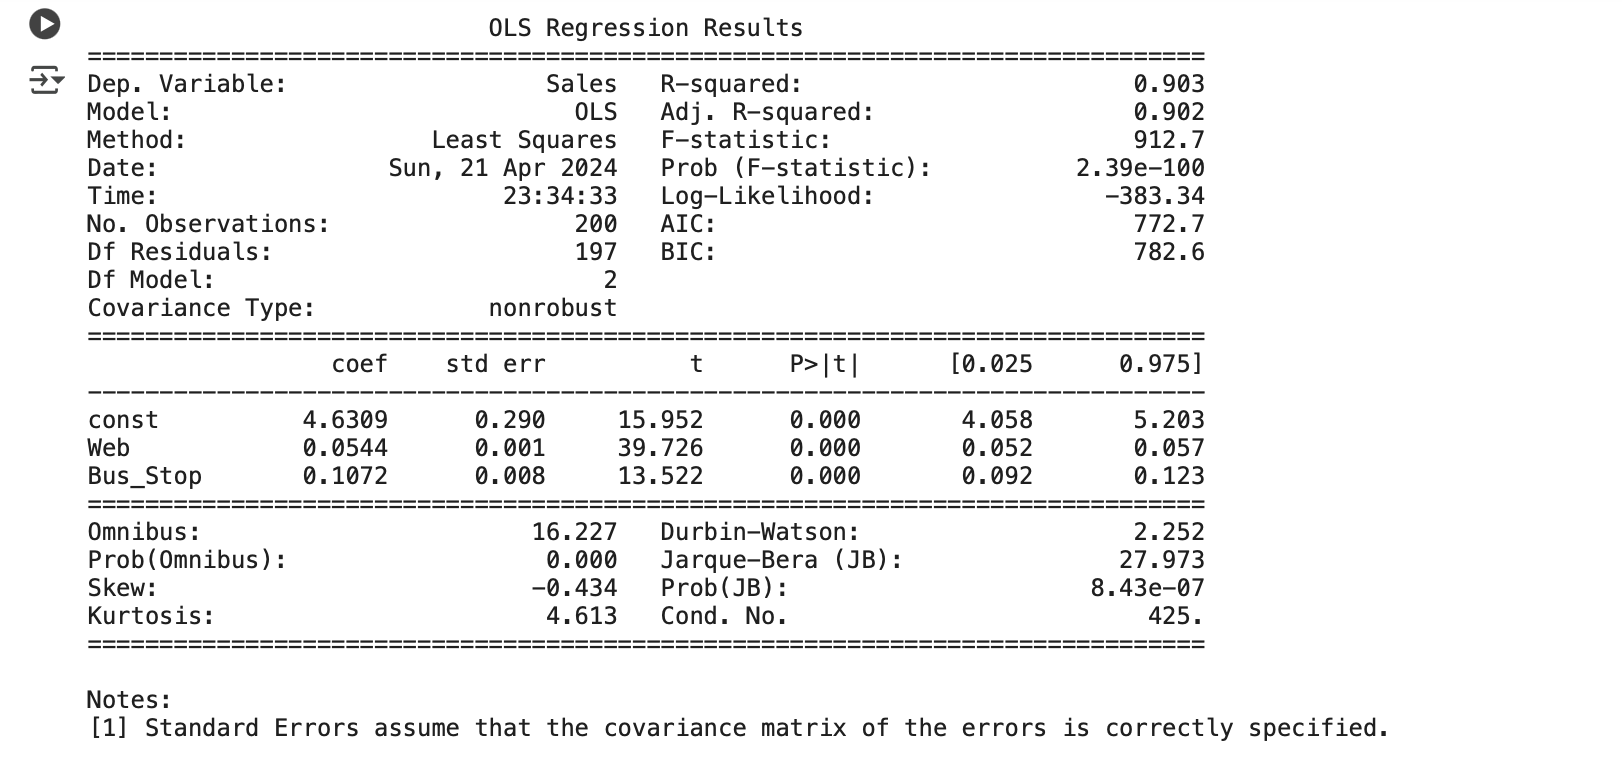 OLS Regression Results
==============================================================================
Dep. Variable:                  Sales   R-squared:                       0.903
Model:                            OLS   Adj. R-squared:                  0.902
Method:                 Least Squares   F-statistic:                     912.7
Date:                Sun, 21 Apr 2024   Prob (F-statistic):          2.39e-100
Time:                        23:34:33   Log-Likelihood:                -383.34
No. Observations:                 200   AIC:                             772.7
Df Residuals:                     197   BIC:                             782.6
Df Model:                           2
Covariance Type:            nonrobust
==============================================================================
                 coef    std err          t      P>|t|      [0.025      0.975]
------------------------------------------------------------------------------
const          4.6309      0.290     15.952      0.000       4.058       5.203
Web            0.0544      0.001     39.726      0.000       0.052       0.057
Bus_Stop       0.1072      0.008     13.522      0.000       0.092       0.123
==============================================================================
Omnibus:                       16.227   Durbin-Watson:                   2.252
Prob(Omnibus):                  0.000   Jarque-Bera (JB):               27.973
Skew:                          -0.434   Prob(JB):                     8.43e-07
Kurtosis:                       4.613   Cond. No.                         425.
==============================================================================
Notes:
[1] Standard Errors assume that the covariance matrix of the errors is correctly specified.